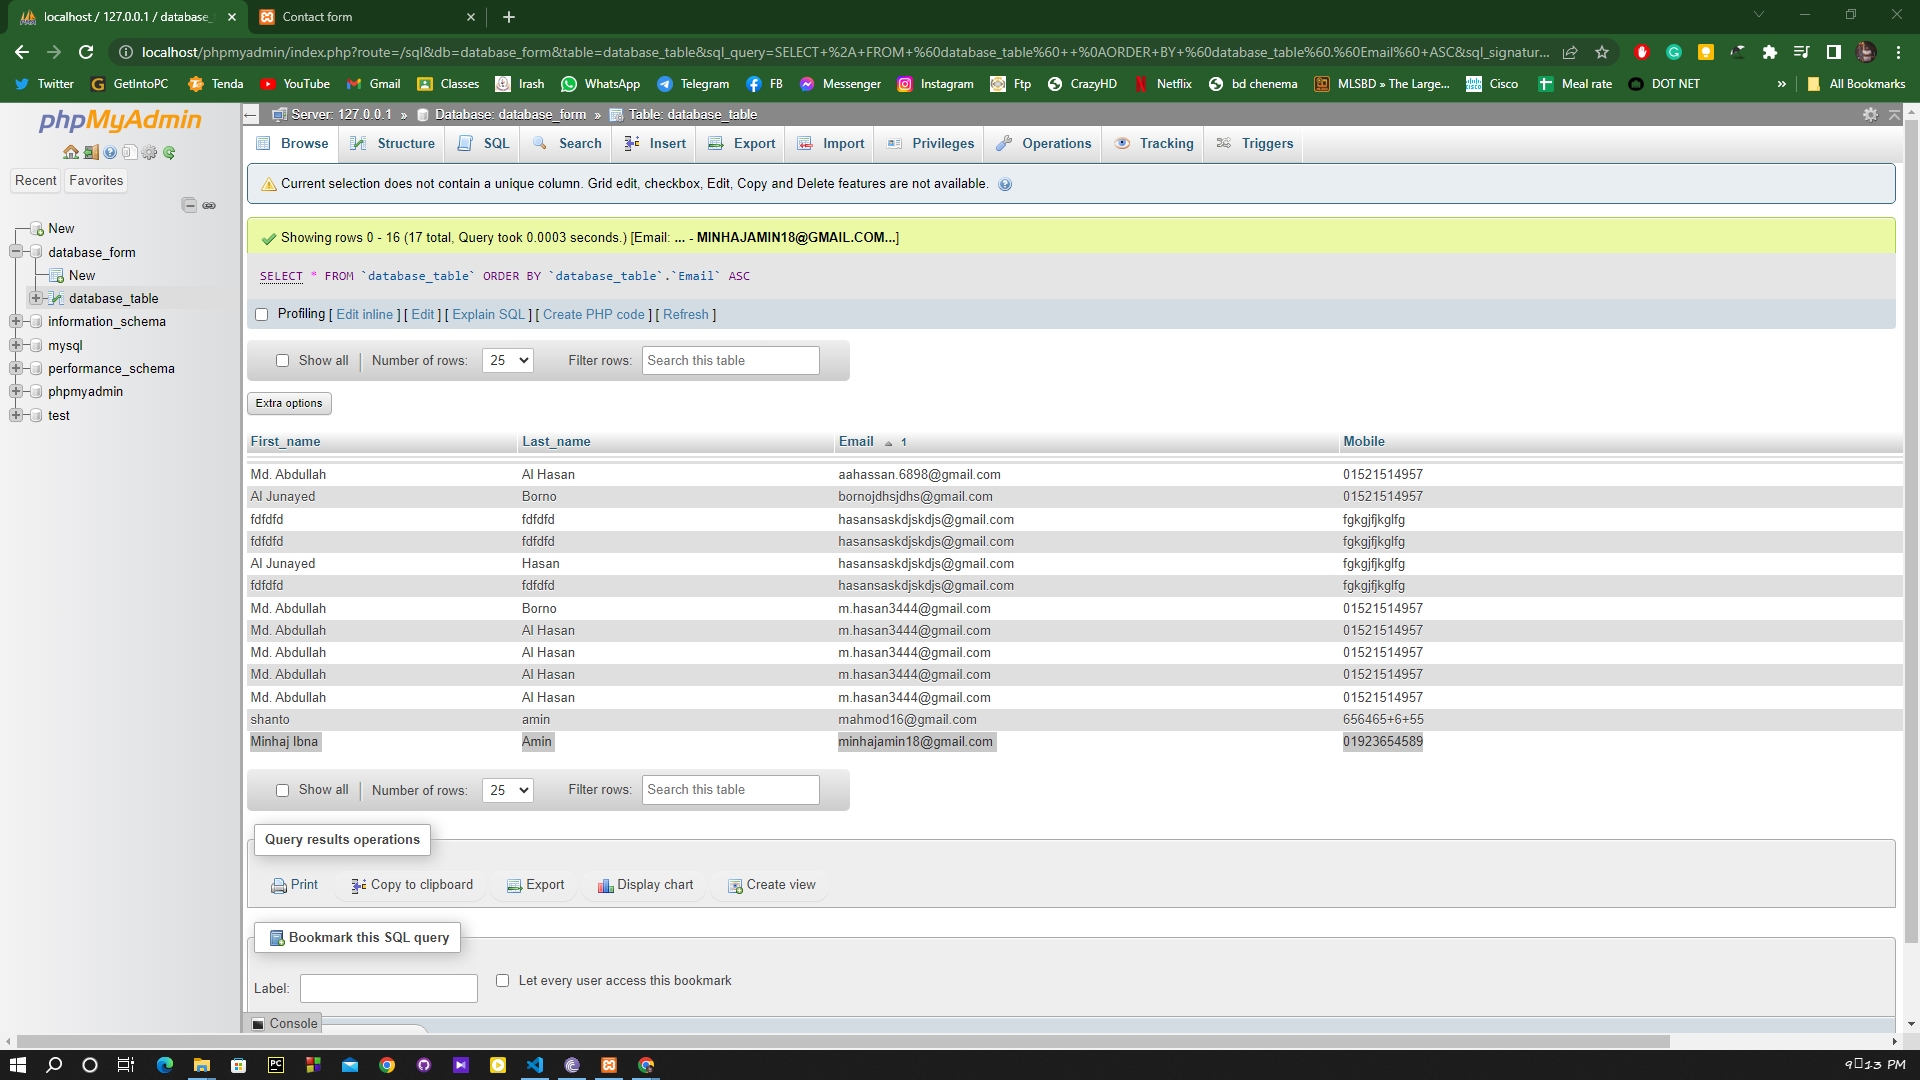 localhost / 127.0.0.1 / database_
Contact form
localhost/phpmyadmin/index.php?route=/sql&db=database_form&table=database_table&sql_query=SELECT+%2A+FROM+%60database_table%60++%0AORDER+BY+%60database_table%60.%60Email%60+ASC&sql_signatur...
Twitter GetIntoPC Tenda YouTube Gmail Classes Irash WhatsApp Telegram FB Messenger Instagram Ftp CrazyHD Netflix bd chenema MLSBD » The Large... Cisco Meal rate DOT NET » All Bookmarks
phpMyAdmin
Recent Favorites
New
database_form
New
database_table
information_schema
mysql
performance_schema
phpmyadmin
test
Server: 127.0.0.1 » Database: database_form » Table: database_table
Browse Structure SQL Search Insert Export Import Privileges Operations Tracking Triggers
Current selection does not contain a unique column. Grid edit, checkbox, Edit, Copy and Delete features are not available.
Showing rows 0 - 16 (17 total, Query took 0.0003 seconds.) [Email: ... - MINHAJAMIN18@GMAIL.COM...]
SELECT * FROM `database_table` ORDER BY `database_table`.`Email` ASC
Profiling [ Edit inline ] [ Edit ] [ Explain SQL ] [ Create PHP code ] [ Refresh ]
Show all Number of rows: 25 Filter rows: Search this table
Extra options
First_name Last_name Email 1 Mobile
Md. Abdullah Al Hasan aahassan.6898@gmail.com 01521514957
Al Junayed Borno bornojdhsjdhs@gmail.com 01521514957
fdfdfd fdfdfd hasansaskdjskdjs@gmail.com fgkgjfjkglfg
fdfdfd fdfdfd hasansaskdjskdjs@gmail.com fgkgjfjkglfg
Al Junayed Hasan hasansaskdjskdjs@gmail.com fgkgjfjkglfg
fdfdfd fdfdfd hasansaskdjskdjs@gmail.com fgkgjfjkglfg
Md. Abdullah Borno m.hasan3444@gmail.com 01521514957
Md. Abdullah Al Hasan m.hasan3444@gmail.com 01521514957
Md. Abdullah Al Hasan m.hasan3444@gmail.com 01521514957
Md. Abdullah Al Hasan m.hasan3444@gmail.com 01521514957
Md. Abdullah Al Hasan m.hasan3444@gmail.com 01521514957
shanto amin mahmod16@gmail.com 656465+6+55
Minhaj Ibna Amin minhajamin18@gmail.com 01923654589
Show all Number of rows: 25 Filter rows: Search this table
Query results operations
Print Copy to clipboard Export Display chart Create view
Bookmark this SQL query
Label: Let every user access this bookmark
Console
9▯13 PM